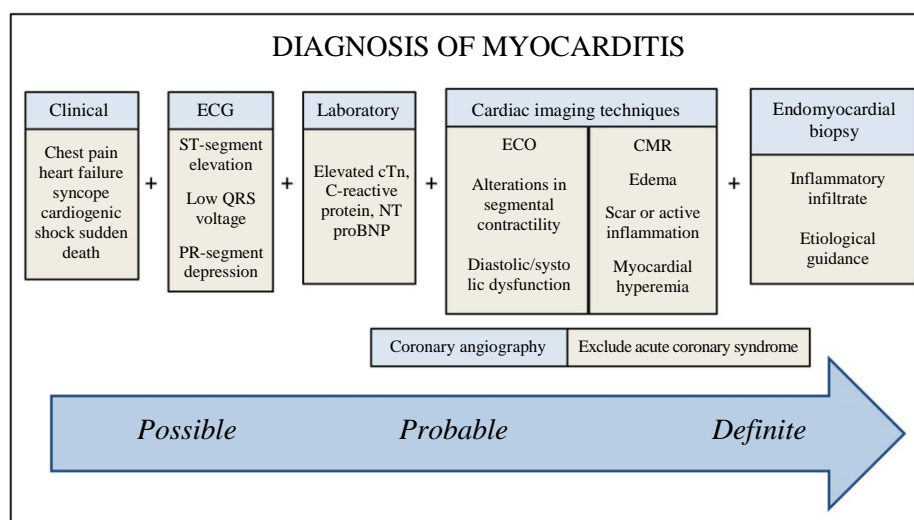 DIAGNOSIS OF MYOCARDITIS
Clinical
Chest pain
heart failure
syncope
cardiogenic
shock sudden
death
+
ECG
ST-segment
elevation
Low QRS
voltage
PR-segment
depression
+
Laboratory
Elevated cTn,
C-reactive
protein, NT
proBNP
+
Cardiac imaging techniques
ECO
Alterations in
segmental
contractility
Diastolic/systo
lic dysfunction
CMR
Edema
Scar or active
inflammation
Myocardial
hyperemia
+
Endomyocardial
biopsy
Inflammatory
infiltrate
Etiological
guidance
Coronary angiography
Exclude acute coronary syndrome
Possible
Probable
Definite